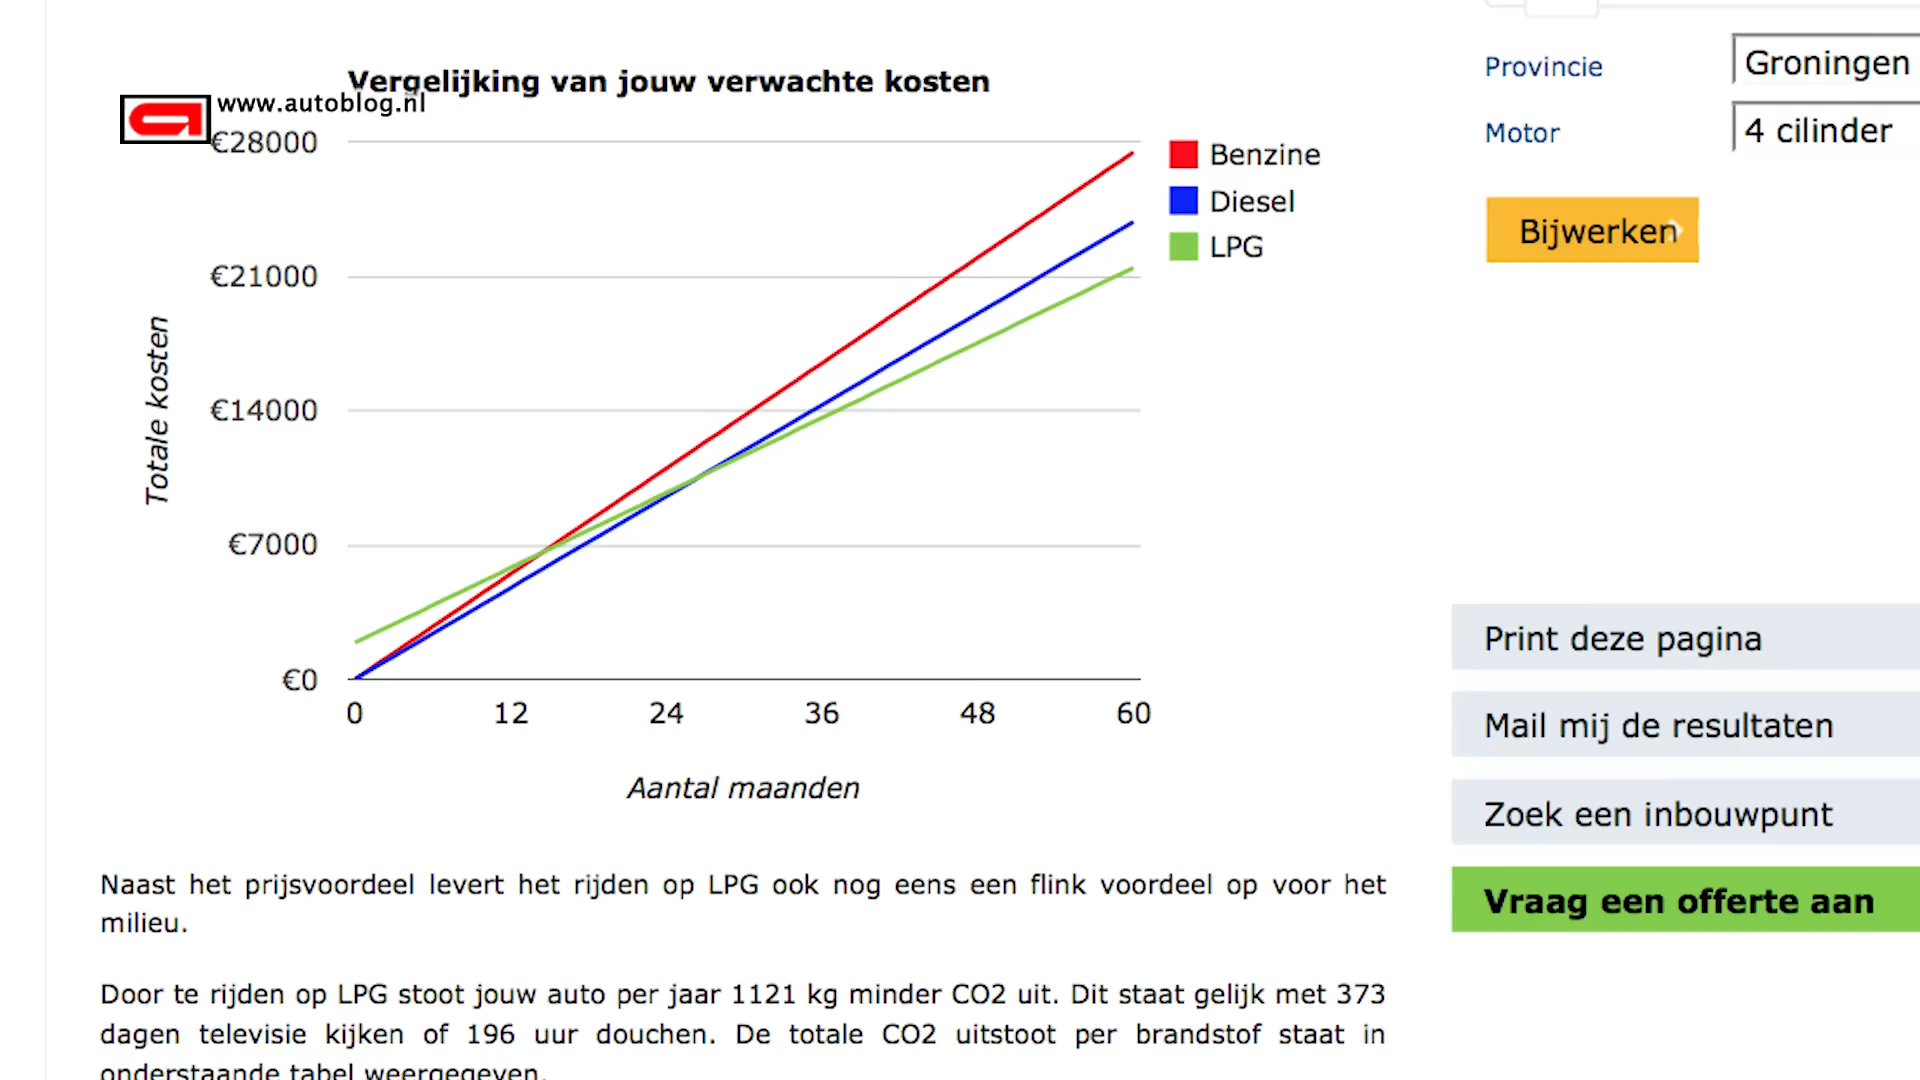 Vergelijking van jouw verwachte kosten
www.autoblog.nl
€28000
€21000
€14000
€7000
€0
Totale kosten
0 12 24 36 48 60
Aantal maanden
Benzine
Diesel
LPG
Naast het prijsvoordeel levert het rijden op LPG ook nog eens een flink voordeel op voor het
milieu.
Door te rijden op LPG stoot jouw auto per jaar 1121 kg minder CO2 uit. Dit staat gelijk met 373
dagen televisie kijken of 196 uur douchen. De totale CO2 uitstoot per brandstof staat in
onderstaande tabel weergegeven.
Provincie Groningen
Motor 4 cilinder
Bijwerken
Print deze pagina
Mail mij de resultaten
Zoek een inbouwpunt
Vraag een offerte aan